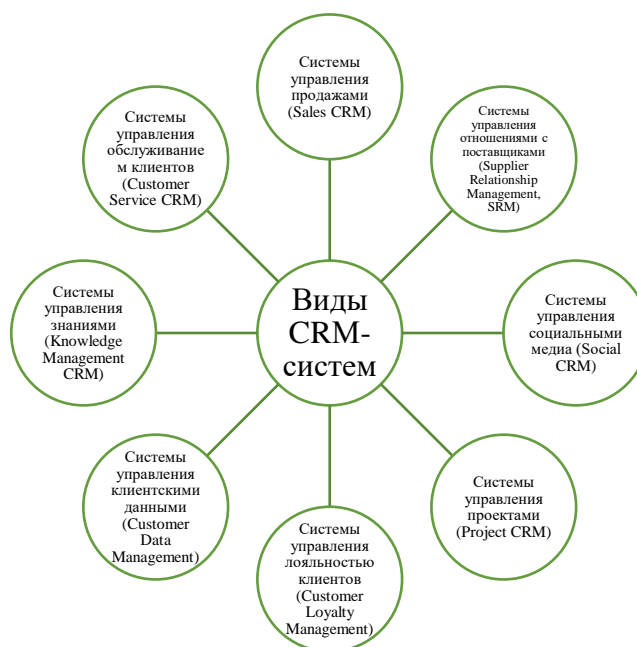 Системы
управления
продажами
(Sales CRM)
Системы
управления
отношениями с
поставщиками
(Supplier
Relationship
Management,
SRM)
Системы
управления
социальными
медиа (Social
CRM)
Системы
управления
проектами
(Project CRM)
Системы
управления
лояльностью
клиентов
(Customer
Loyalty
Management)
Системы
управления
клиентскими
данными
(Customer
Data
Management)
Системы
управления
знаниями
(Knowledge
Management
CRM)
Системы
управления
обслуживание
м клиентов
(Customer
Service CRM)
Виды
CRM-
систем